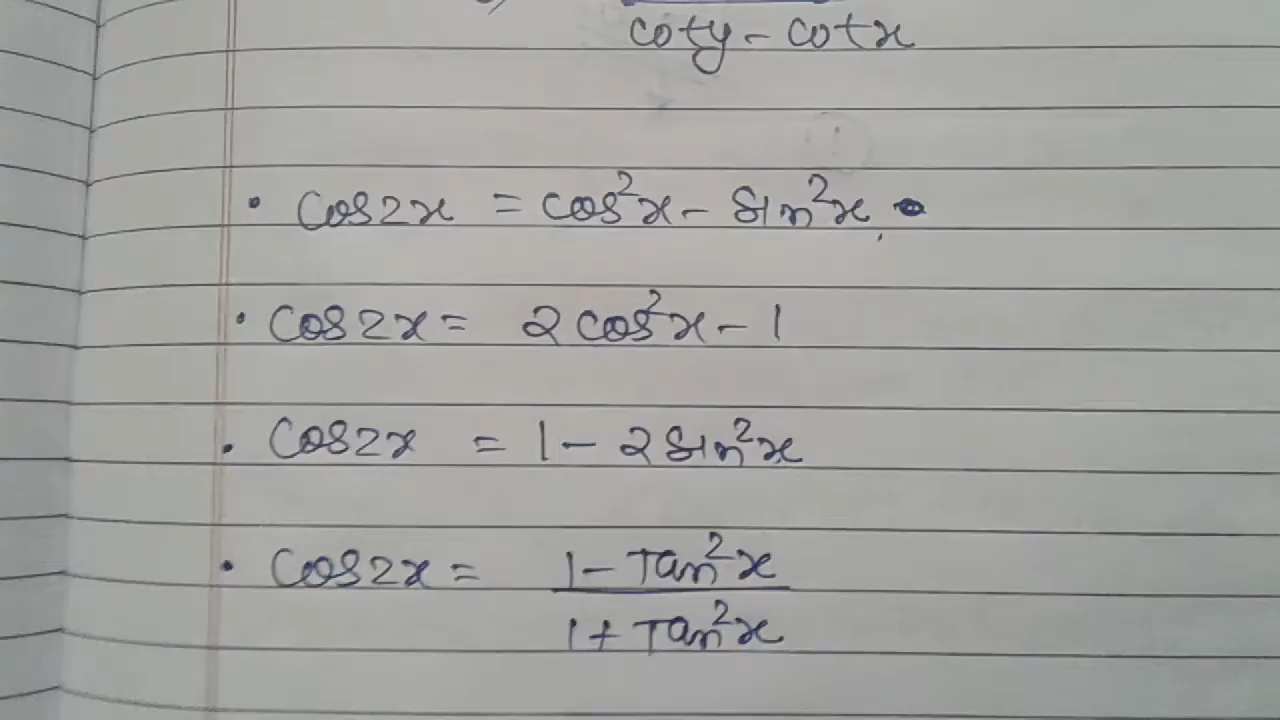 coty - cotx
• Cos2x = cos²x - sin²x
• Cos2x = 2cos²x - 1
• Cos2x = 1 - 2sin²x
• Cos2x = 1 - Tan²x
1 + Tan²x